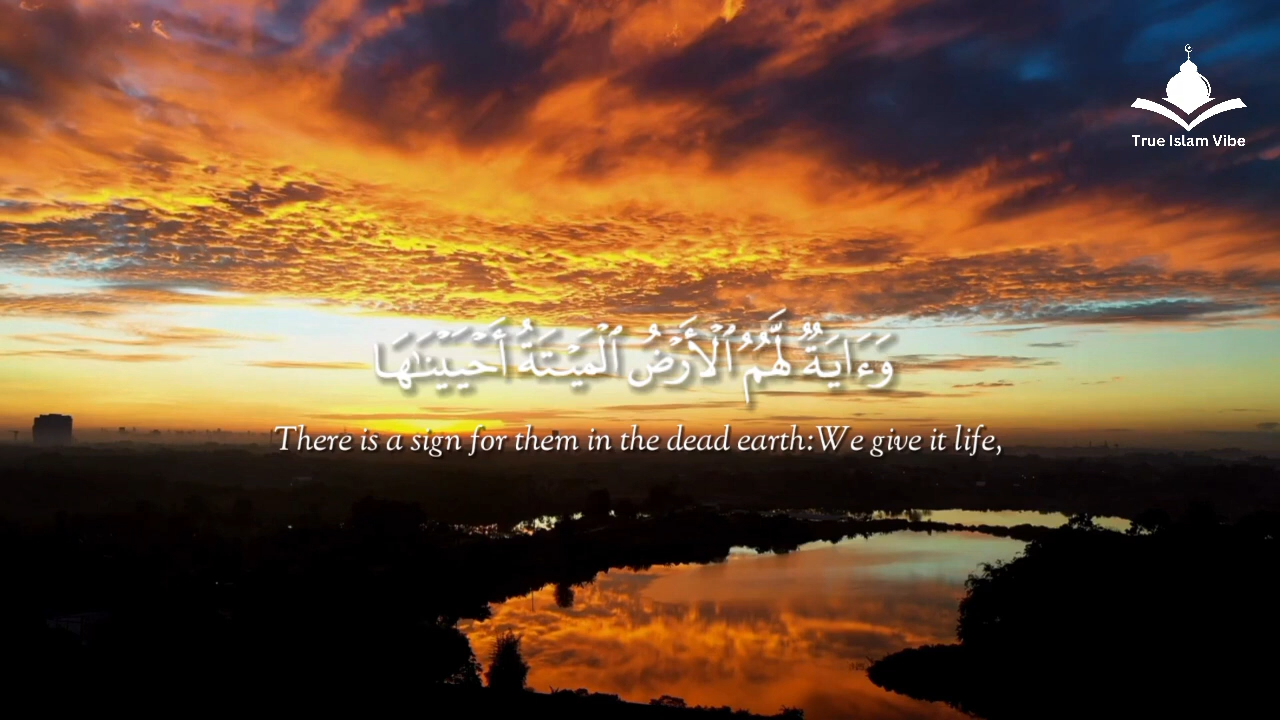 True Islam Vibe
وَءَايَةٌ لَّهُمُ ٱلْأَرْضُ ٱلْمَيْتَةُ أَحْيَيْنَـٰهَا
There is a sign for them in the dead earth:We give it life,